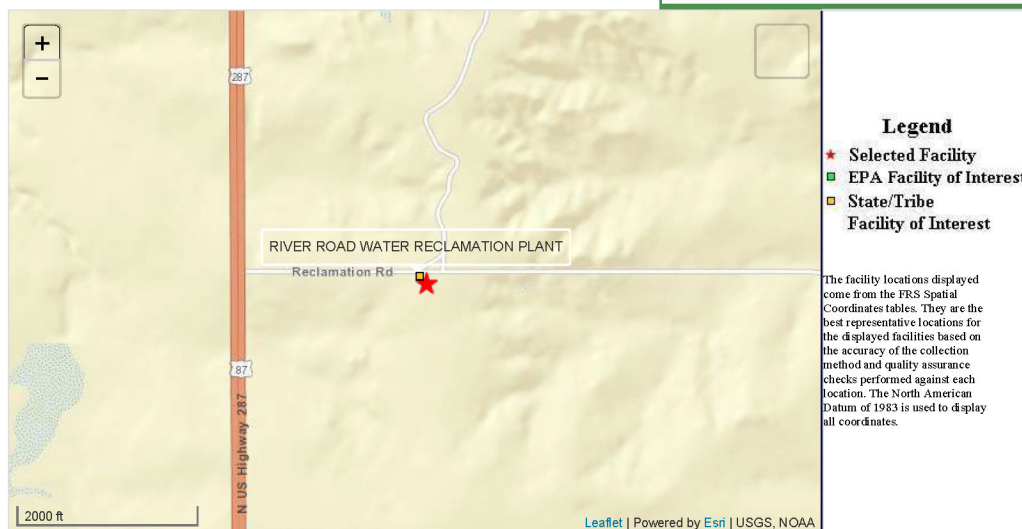 +
−
287
RIVER ROAD WATER RECLAMATION PLANT
Reclamation Rd
87
N US Highway 287
2000 ft
Leaflet | Powered by Esri | USGS, NOAA
Legend
Selected Facility
EPA Facility of Interest
State/Tribe
Facility of Interest
The facility locations displayed
come from the FRS Spatial
Coordinates tables. They are the
best representative locations for
the displayed facilities based on
the accuracy of the collection
method and quality assurance
checks performed against each
location. The North American
Datum of 1983 is used to display
all coordinates.